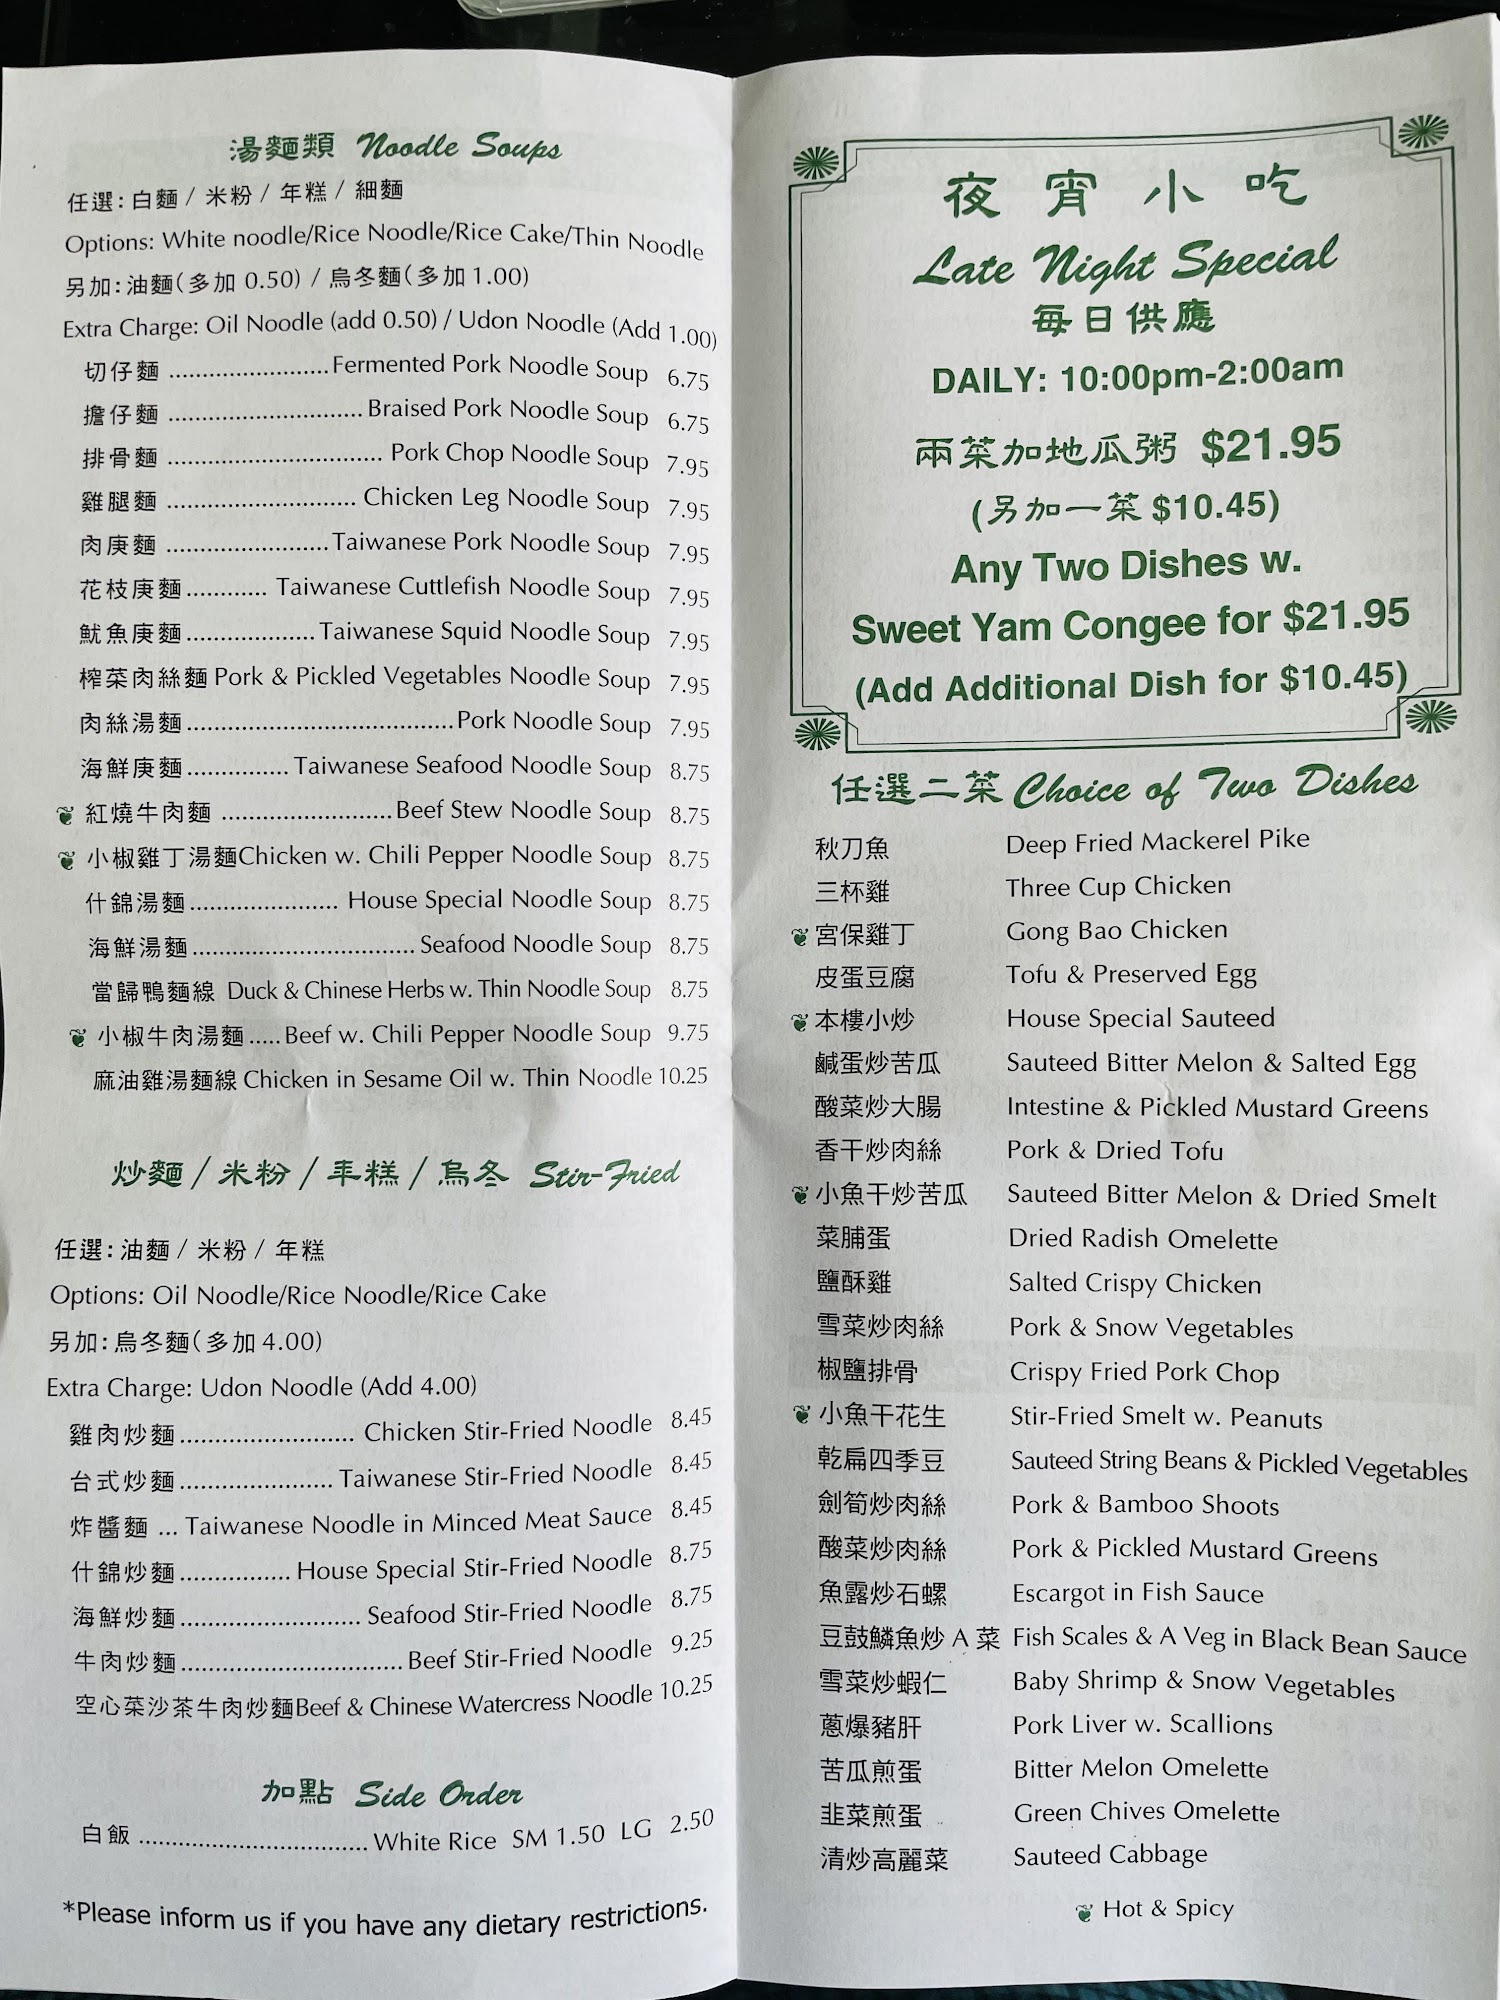 湯麵類 Noodle Soups
任選: 白麵 / 米粉 / 年糕 / 細麵
Options: White noodle/Rice Noodle/Rice Cake/Thin Noodle
另加: 油麵(多加 0.50) / 烏冬麵(多加 1.00)
Extra Charge: Oil Noodle (add 0.50) / Udon Noodle (Add 1.00)
切仔麵 ........................Fermented Pork Noodle Soup 6.75
擔仔麵 ............................. Braised Pork Noodle Soup 6.75
排骨麵 ................................ Pork Chop Noodle Soup 7.95
雞腿麵 ............................ Chicken Leg Noodle Soup 7.95
肉庚麵 ........................Taiwanese Pork Noodle Soup 7.95
花枝庚麵............ Taiwanese Cuttlefish Noodle Soup 7.95
魷魚庚麵...................Taiwanese Squid Noodle Soup 7.95
榨菜肉絲麵 Pork & Pickled Vegetables Noodle Soup 7.95
肉絲湯麵........................................Pork Noodle Soup 7.95
海鮮庚麵............... Taiwanese Seafood Noodle Soup 8.75
紅燒牛肉麵 .........................Beef Stew Noodle Soup 8.75
小椒雞丁湯麵Chicken w. Chili Pepper Noodle Soup 8.75
什錦湯麵...................... House Special Noodle Soup 8.75
海鮮湯麵................................. Seafood Noodle Soup 8.75
當歸鴨麵線 Duck & Chinese Herbs w. Thin Noodle Soup 8.75
小椒牛肉湯麵.....Beef w. Chili Pepper Noodle Soup 9.75
麻油雞湯麵線 Chicken in Sesame Oil w. Thin Noodle 10.25
炒麵 / 米粉 / 年糕 / 烏冬 Stir-Fried
任選: 油麵 / 米粉 / 年糕
Options: Oil Noodle/Rice Noodle/Rice Cake
另加: 烏冬麵(多加 4.00)
Extra Charge: Udon Noodle (Add 4.00)
雞肉炒麵.......................... Chicken Stir-Fried Noodle 8.45
台式炒麵....................... Taiwanese Stir-Fried Noodle 8.45
炸醬麵 ... Taiwanese Noodle in Minced Meat Sauce 8.45
什錦炒麵................. House Special Stir-Fried Noodle 8.75
海鮮炒麵........................... Seafood Stir-Fried Noodle 8.75
牛肉炒麵.................................Beef Stir-Fried Noodle 9.25
空心菜沙茶牛肉炒麵Beef & Chinese Watercress Noodle 10.25
加點 Side Order
白飯 ..................................White Rice SM 1.50 LG 2.50
*Please inform us if you have any dietary restrictions.
夜宵小吃
Late Night Special
每日供應
DAILY: 10:00pm-2:00am
兩菜加地瓜粥 $21.95
(另加一菜 $10.45)
Any Two Dishes w.
Sweet Yam Congee for $21.95
(Add Additional Dish for $10.45)
任選二菜 Choice of Two Dishes
秋刀魚 Deep Fried Mackerel Pike
三杯雞 Three Cup Chicken
宮保雞丁 Gong Bao Chicken
皮蛋豆腐 Tofu & Preserved Egg
本樓小炒 House Special Sauteed
鹹蛋炒苦瓜 Sauteed Bitter Melon & Salted Egg
酸菜炒大腸 Intestine & Pickled Mustard Greens
香干炒肉絲 Pork & Dried Tofu
小魚干炒苦瓜 Sauteed Bitter Melon & Dried Smelt
菜脯蛋 Dried Radish Omelette
鹽酥雞 Salted Crispy Chicken
雪菜炒肉絲 Pork & Snow Vegetables
椒鹽排骨 Crispy Fried Pork Chop
小魚干花生 Stir-Fried Smelt w. Peanuts
乾扁四季豆 Sauteed String Beans & Pickled Vegetables
劍筍炒肉絲 Pork & Bamboo Shoots
酸菜炒肉絲 Pork & Pickled Mustard Greens
魚露炒石螺 Escargot in Fish Sauce
豆鼓鱗魚炒 A 菜 Fish Scales & A Veg in Black Bean Sauce
雪菜炒蝦仁 Baby Shrimp & Snow Vegetables
蔥爆豬肝 Pork Liver w. Scallions
苦瓜煎蛋 Bitter Melon Omelette
韭菜煎蛋 Green Chives Omelette
清炒高麗菜 Sauteed Cabbage
Hot & Spicy